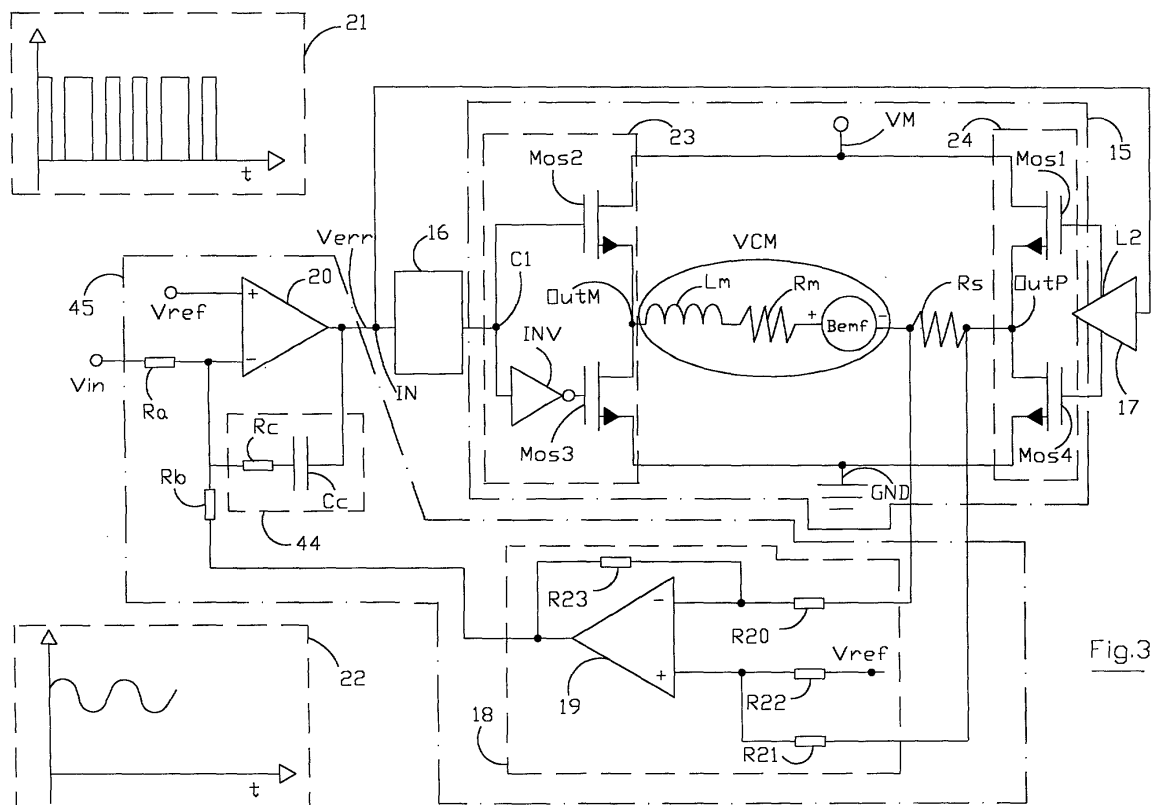 21
t
23
VM
24
15
Mos2
Mos1
Verr
16
VCM
C1
L2
45
20
OutM
Lm
Rm
Rs
OutP
Vref
+
+
Bemf
-
-
INV
Vin
IN
17
Ra
Rc
Mos3
Mos4
Rb
Cc
GND
44
R23
-
R20
22
Vref
Fig.3
+
19
R22
18
R21
t